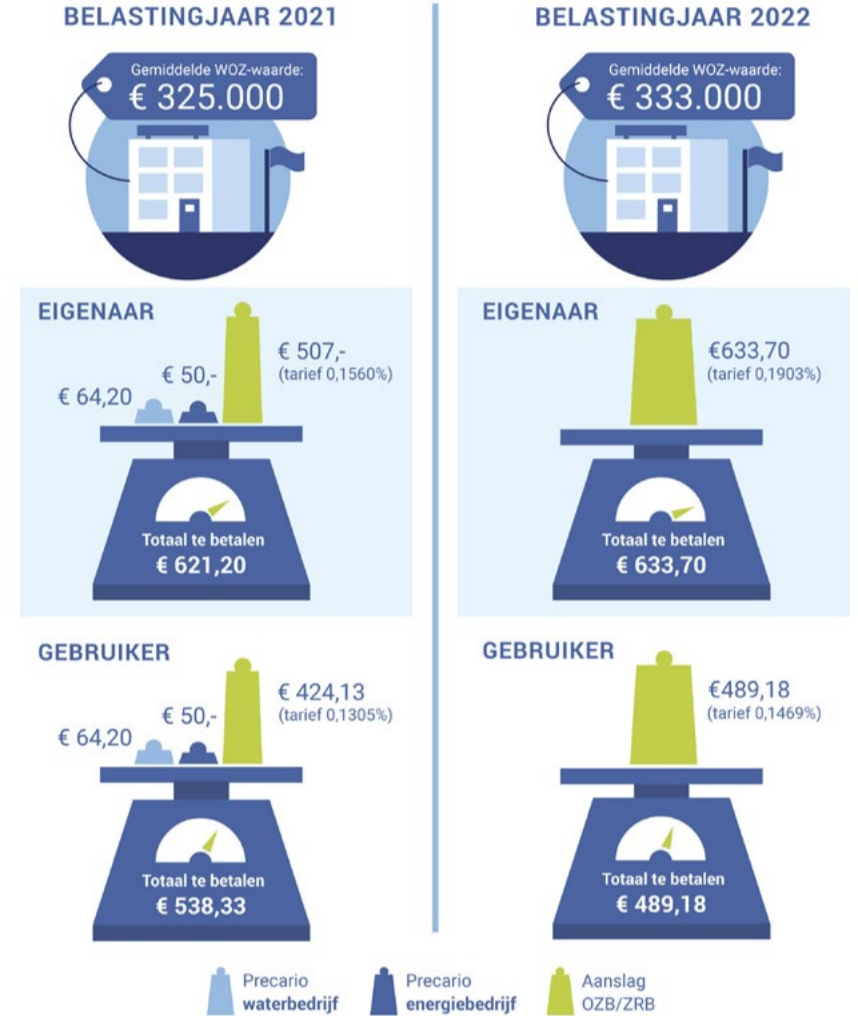 BELASTINGJAAR 2021
Gemiddelde WOZ-waarde:
€ 325.000
EIGENAAR
€ 64,20
€ 50,-
€ 507,-
(tarief 0,1560%)
Totaal te betalen
€ 621,20
GEBRUIKER
€ 64,20
€ 50,-
€ 424,13
(tarief 0,1305%)
Totaal te betalen
€ 538,33
BELASTINGJAAR 2022
Gemiddelde WOZ-waarde:
€ 333.000
EIGENAAR
€633,70
(tarief 0,1903%)
Totaal te betalen
€ 633,70
GEBRUIKER
€489,18
(tarief 0,1469%)
Totaal te betalen
€ 489,18
Precario
waterbedrijf
Precario
energiebedrijf
Aanslag
OZB/ZRB